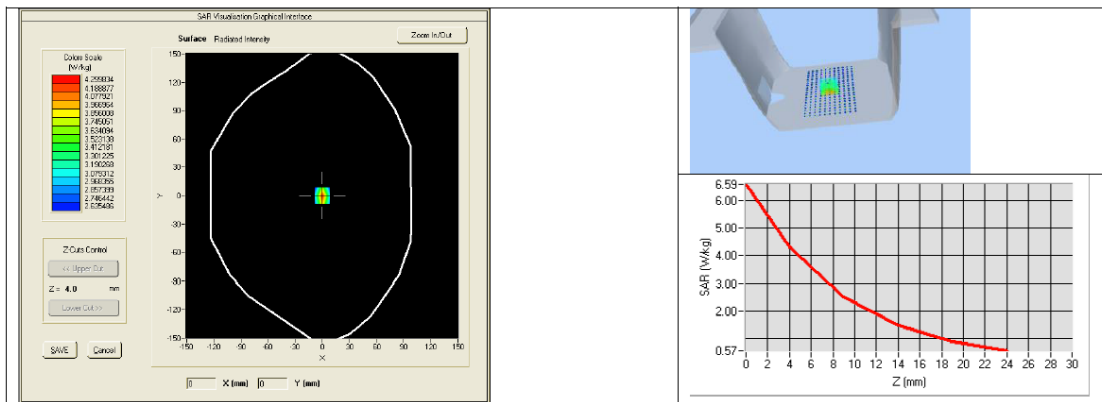 SAR Visualisation Graphical Interface
Surface Radiated Intensity
Zoom In/Out
Colors Scale
(W/kg)
4.299834
4.188877
4.077921
3.966964
3.856008
3.745051
3.634094
3.523138
3.412181
3.301225
3.190268
3.079312
2.968355
2.857399
2.746442
2.635486
Z Cuts Control
<< Upper Cut
Z = 4.0 mm
Lower Cut >>
SAVE Cancel
150
120
90
60
30
0
-30
-60
-90
-120
-150
Y
-150 -120 -90 -60 -30 0 30 60 90 120 150
X
0 X (mm) 0 Y (mm)
6.59
6.00
5.00
4.00
3.00
2.00
0.57
SAR (W/kg)
0 2 4 6 8 10 12 14 16 18 20 22 24 26 28 30
Z (mm)